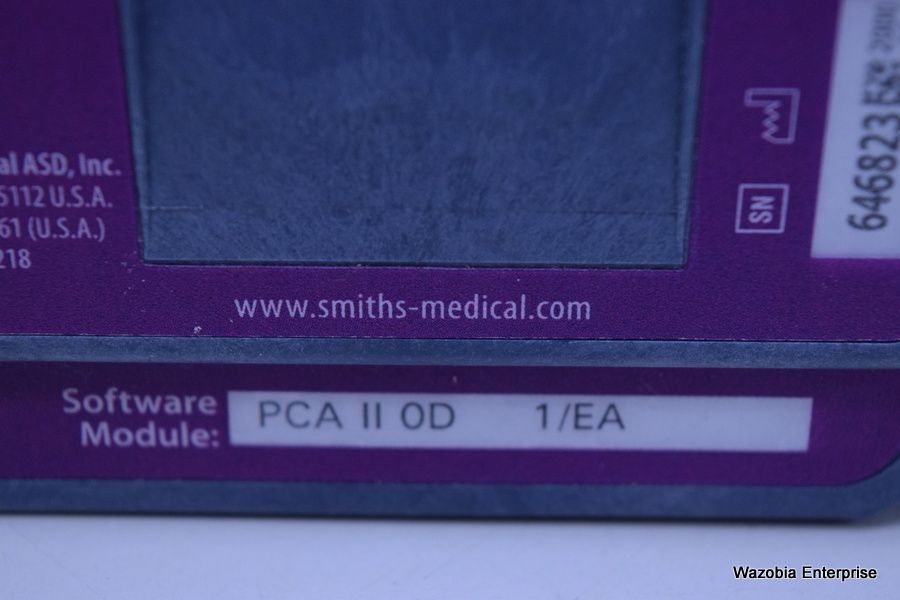 al ASD, Inc.
5112 U.S.A.
61 (U.S.A.)
218
SN
646823
www.smiths-medical.com
Software
Module:
PCA II 0D 1/EA
Wazobia Enterprise